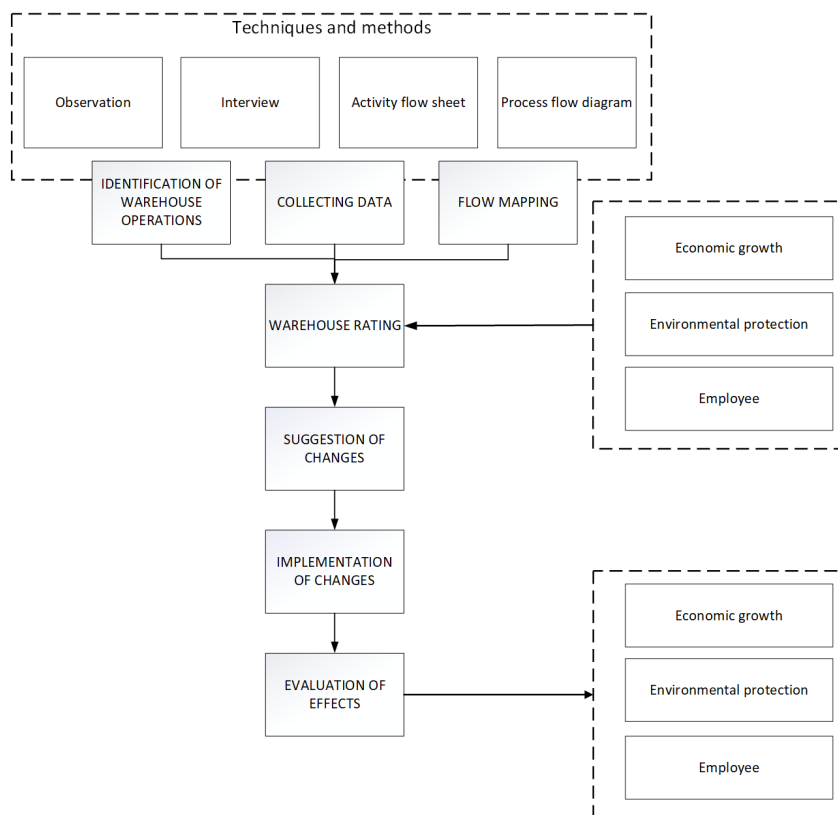 Techniques and methods
Observation
Interview
Activity flow sheet
Process flow diagram
IDENTIFICATION OF
WAREHOUSE
OPERATIONS
COLLECTING DATA
FLOW MAPPING
Economic growth
WAREHOUSE RATING
Environmental protection
Employee
SUGGESTION OF
CHANGES
IMPLEMENTATION
OF CHANGES
Economic growth
EVALUATION OF
EFFECTS
Environmental protection
Employee